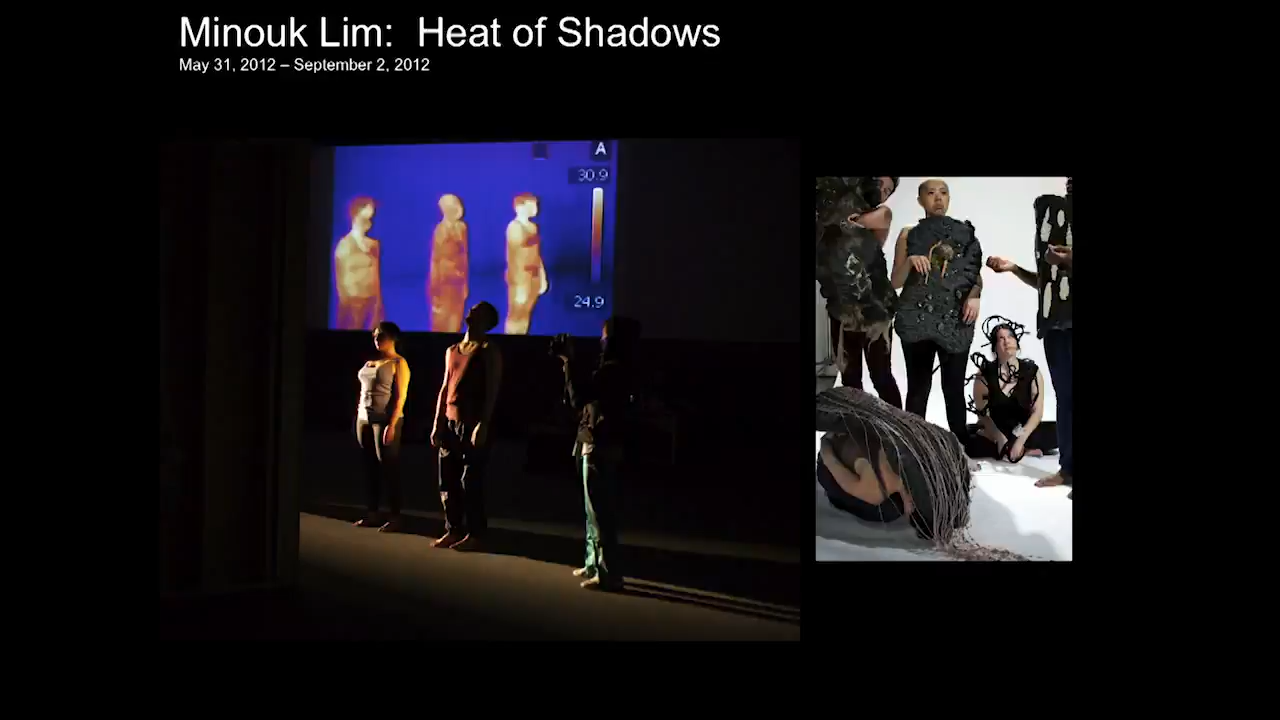 Minouk Lim: Heat of Shadows
May 31, 2012 – September 2, 2012
A
30.9
24.9